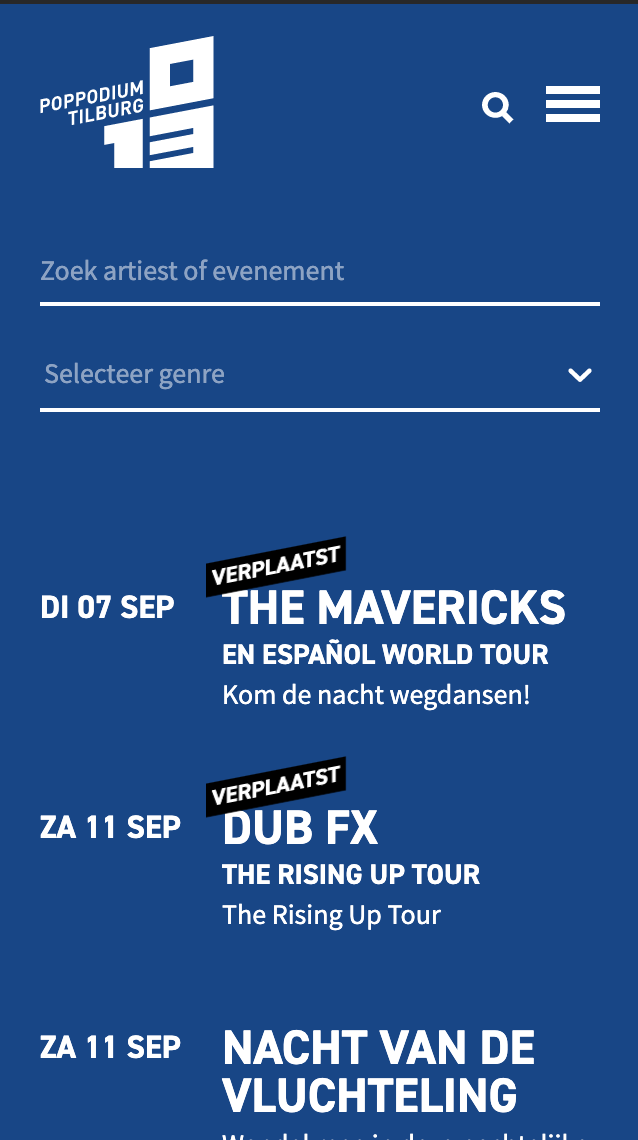 POPPODIUM
TILBURG
013
Zoek artiest of evenement
Selecteer genre
VERPLAATST
DI 07 SEP
THE MAVERICKS
EN ESPAÑOL WORLD TOUR
Kom de nacht wegdansen!
VERPLAATST
ZA 11 SEP
DUB FX
THE RISING UP TOUR
The Rising Up Tour
ZA 11 SEP
NACHT VAN DE
VLUCHTELING